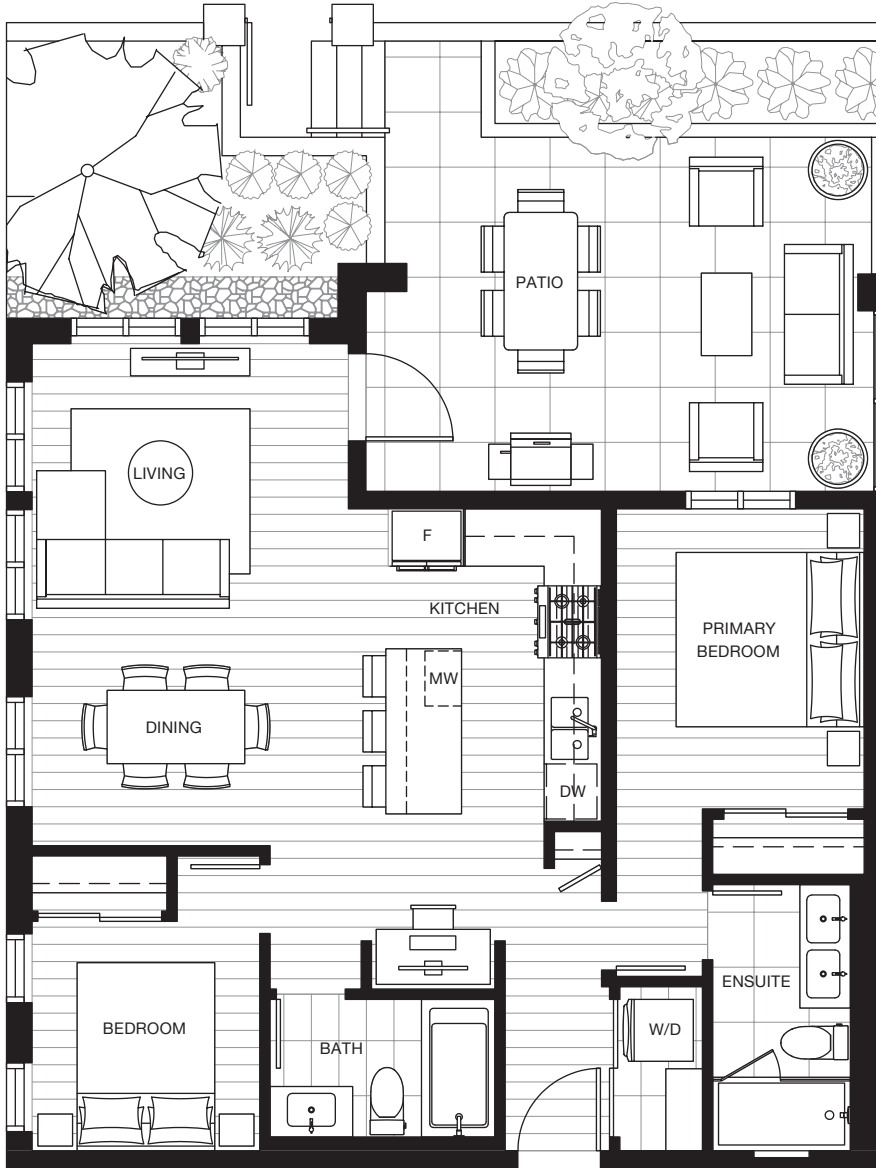 PATIO
LIVING
F
KITCHEN
PRIMARY
BEDROOM
MW
DINING
DW
ENSUITE
BEDROOM
W/D
BATH